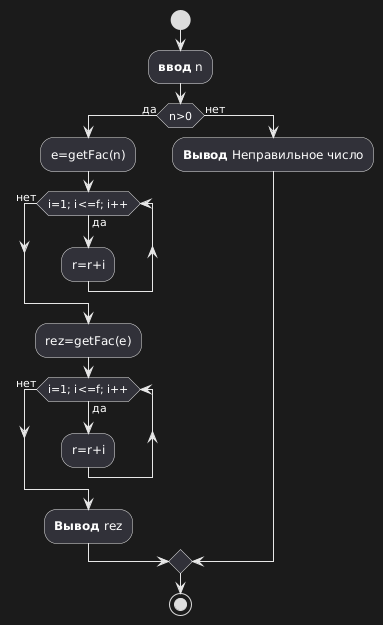 ввод n
да
n>0
нет
e=getFac(n)
Вывод Неправильное число
нет
i=1; i<=f; i++
да
r=r+i
rez=getFac(e)
нет
i=1; i<=f; i++
да
r=r+i
Вывод rez